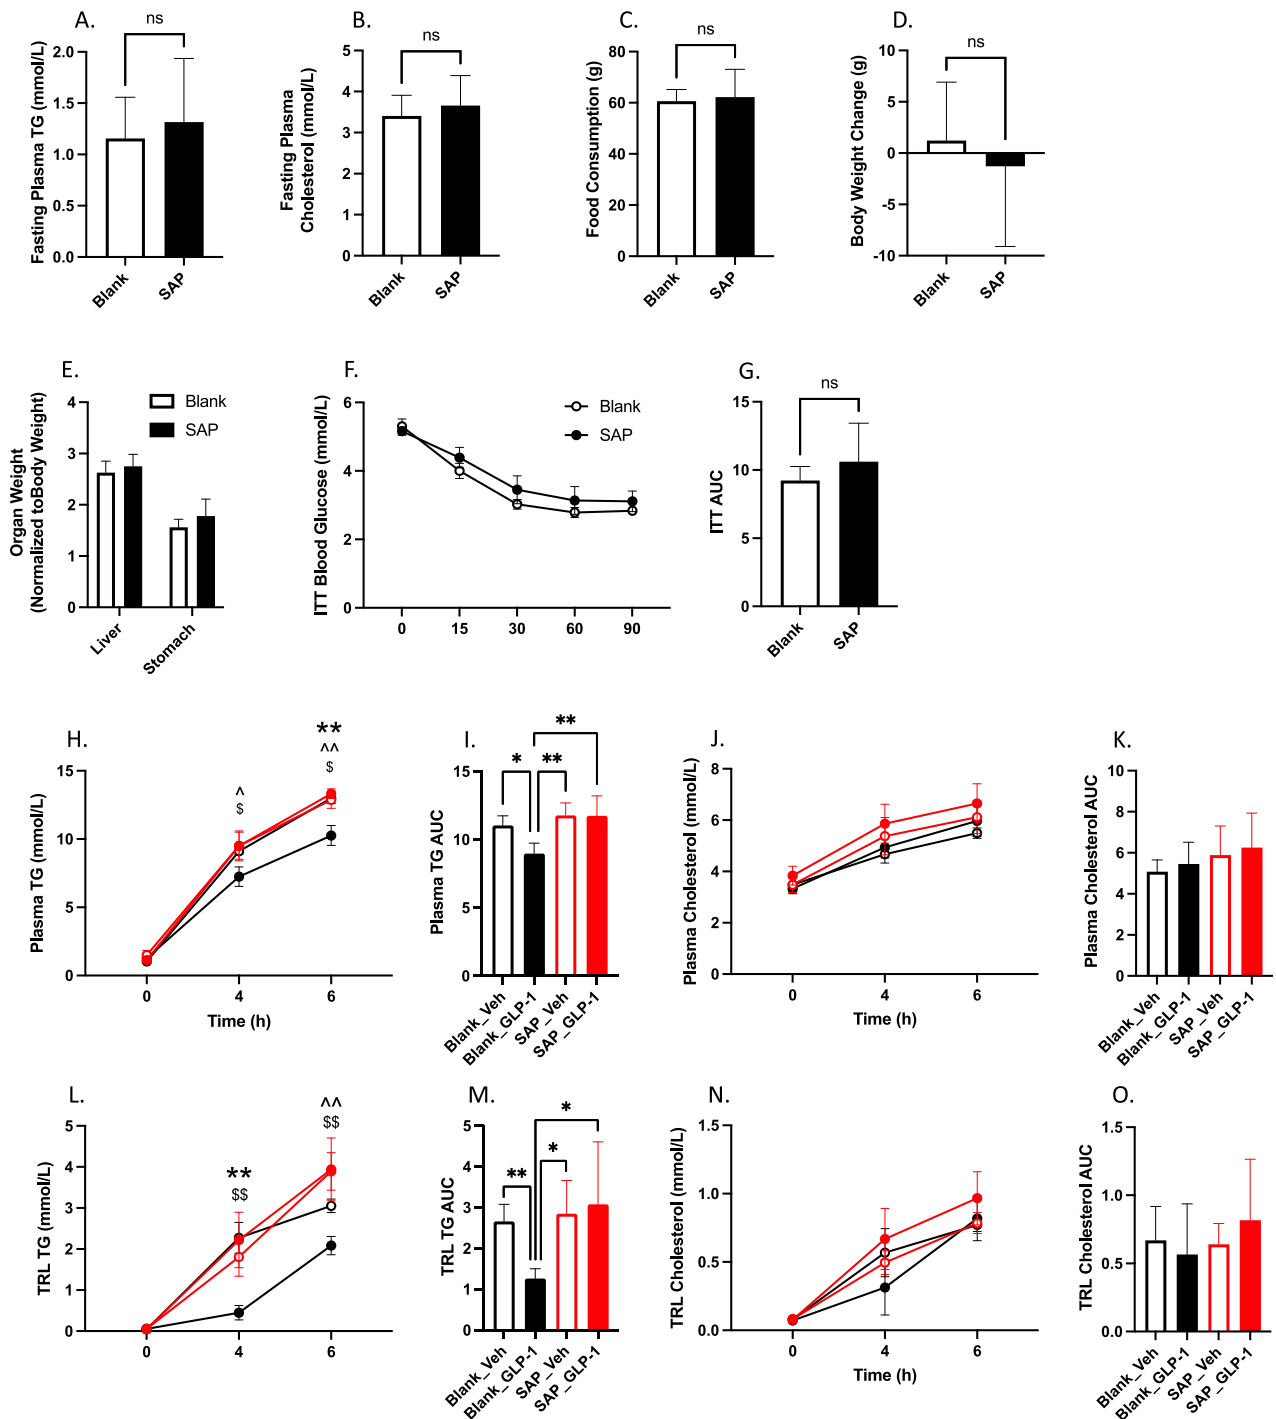 A.
ns
Fasting Plasma TG (mmol/L)
2.0
1.5
1.0
0.5
0.0
Blank
SAP
B.
ns
Fasting Plasma
Cholesterol (mmol/L)
5
4
3
2
1
0
Blank
SAP
C.
ns
Food Consumption (g)
80
60
40
20
0
Blank
SAP
D.
ns
Body Weight Change (g)
10
5
0
-5
-10
Blank
SAP
E.
Organ Weight
(Normalized toBody Weight)
4
3
2
1
0
Blank
SAP
Liver
Stomach
F.
ITT Blood Glucose (mmol/L)
6
4
2
0
Blank
SAP
0
15
30
60
90
G.
ns
ITT AUC
15
10
5
0
Blank
SAP
H.
Plasma TG (mmol/L)
15
10
5
0
^
$
**
^^
$
0
4
6
Time (h)
I.
**
*
**
Plasma TG AUC
15
10
5
0
Blank_Veh
Blank_GLP-1
SAP_Veh
SAP_GLP-1
J.
Plasma Cholesterol (mmol/L)
8
6
4
2
0
0
4
6
Time (h)
K.
Plasma Cholesterol AUC
10
8
6
4
2
0
Blank_Veh
Blank_GLP-1
SAP_Veh
SAP_GLP-1
L.
TRL TG (mmol/L)
5
4
3
2
1
0
**
$$
^^
$$
0
4
6
Time (h)
M.
*
*
**
TRL TG AUC
5
4
3
2
1
0
Blank_Veh
Blank_GLP-1
SAP_Veh
SAP_GLP-1
N.
TRL Cholesterol (mmol/L)
1.5
1.0
0.5
0.0
0
4
6
Time (h)
O.
TRL Cholesterol AUC
1.5
1.0
0.5
0.0
Blank_Veh
Blank_GLP-1
SAP_Veh
SAP_GLP-1